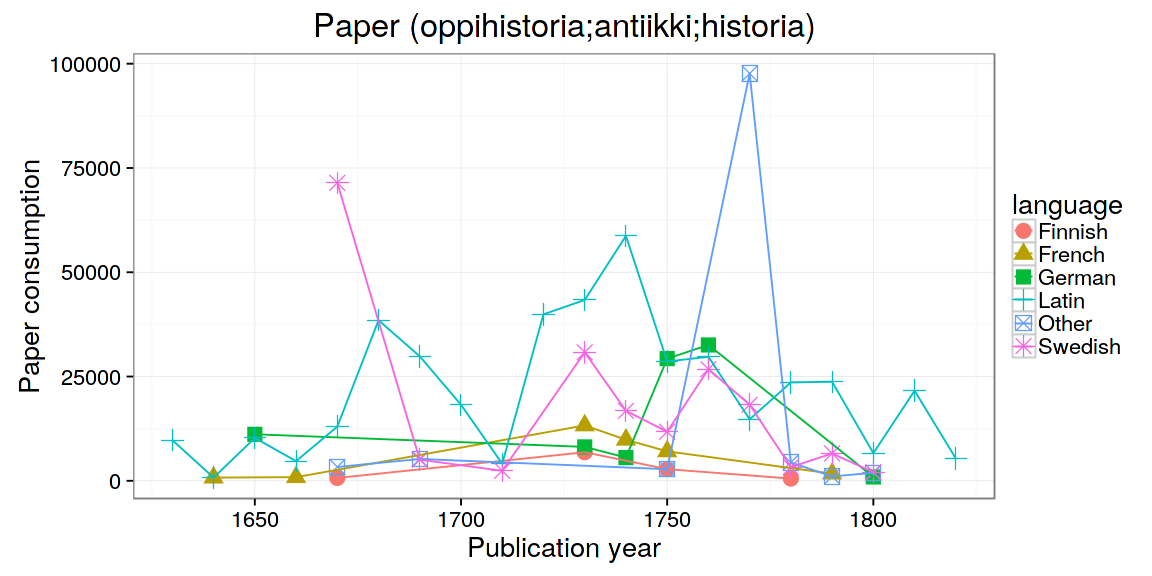 Paper (oppihistoria;antiikki;historia)
100000
75000
50000
25000
0
Paper consumption
1650 1700 1750 1800
Publication year
language
Finnish
French
German
Latin
Other
Swedish